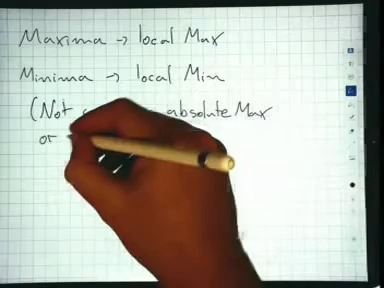 Maxima → local Max
Minima → local Min
(Not absolute Max
or